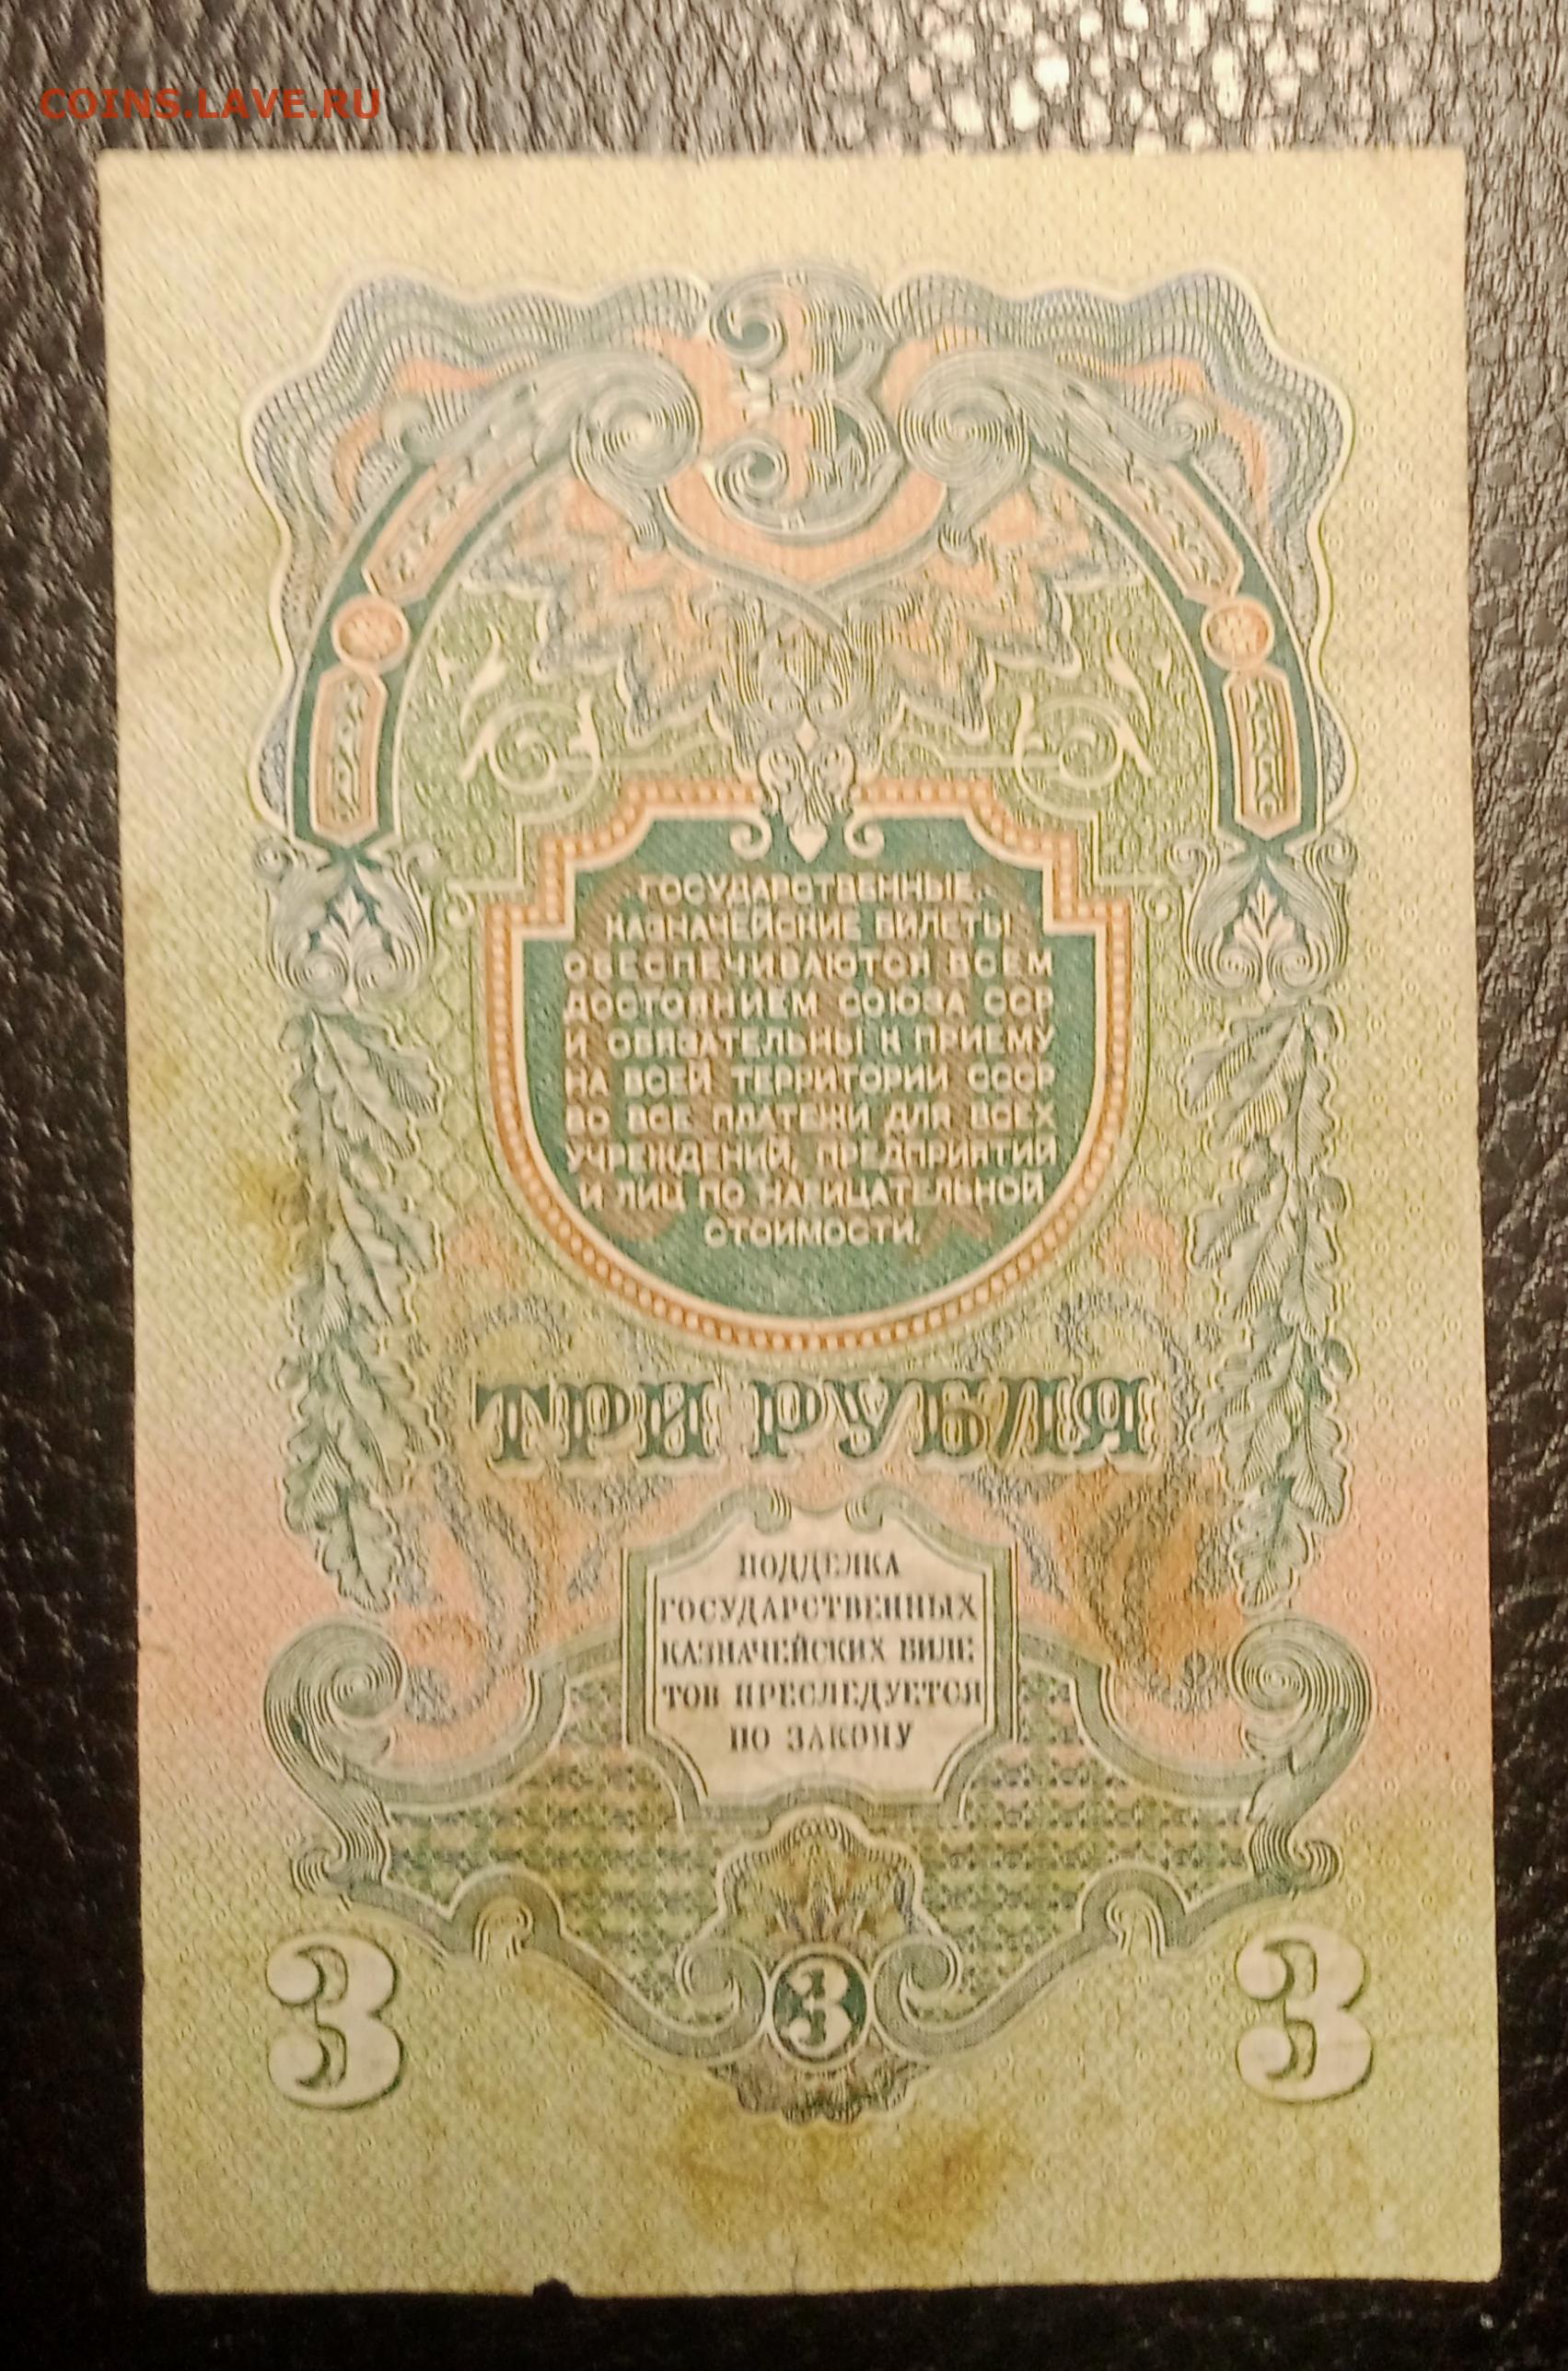 COINS.LAVE.RU
3
ГОСУДАРСТВЕННЫЕ
КАЗНАЧЕЙСКИЕ БИЛЕТЫ
ОБЕСПЕЧИВАЮТСЯ ВСЕМ
ДОСТОЯНИЕМ СОЮЗА ССР
И ОБЯЗАТЕЛЬНЫ К ПРИЕМУ
НА ВСЕЙ ТЕРРИТОРИИ СССР
ВО ВСЕ ПЛАТЕЖИ ДЛЯ ВСЕХ
УЧРЕЖДЕНИЙ, ПРЕДПРИЯТИЙ
И ЛИЦ ПО НАРИЦАТЕЛЬНОЙ
СТОИМОСТИ.
ТРИ РУБЛЯ
ПОДДЕЛКА
ГОСУДАРСТВЕННЫХ
КАЗНАЧЕЙСКИХ БИЛЕ-
ТОВ ПРЕСЛЕДУЕТСЯ
ПО ЗАКОНУ
3 3 3